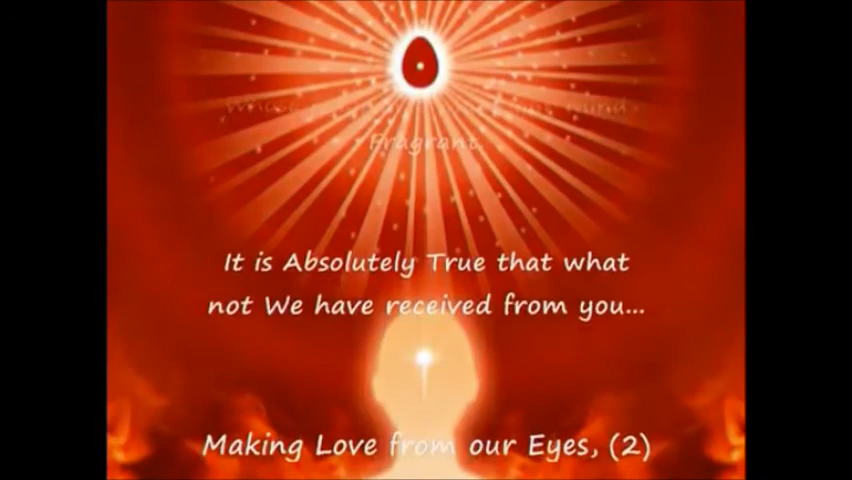 Fragrant.
It is Absolutely True that what
not We have received from you...
Making Love from our Eyes, (2)